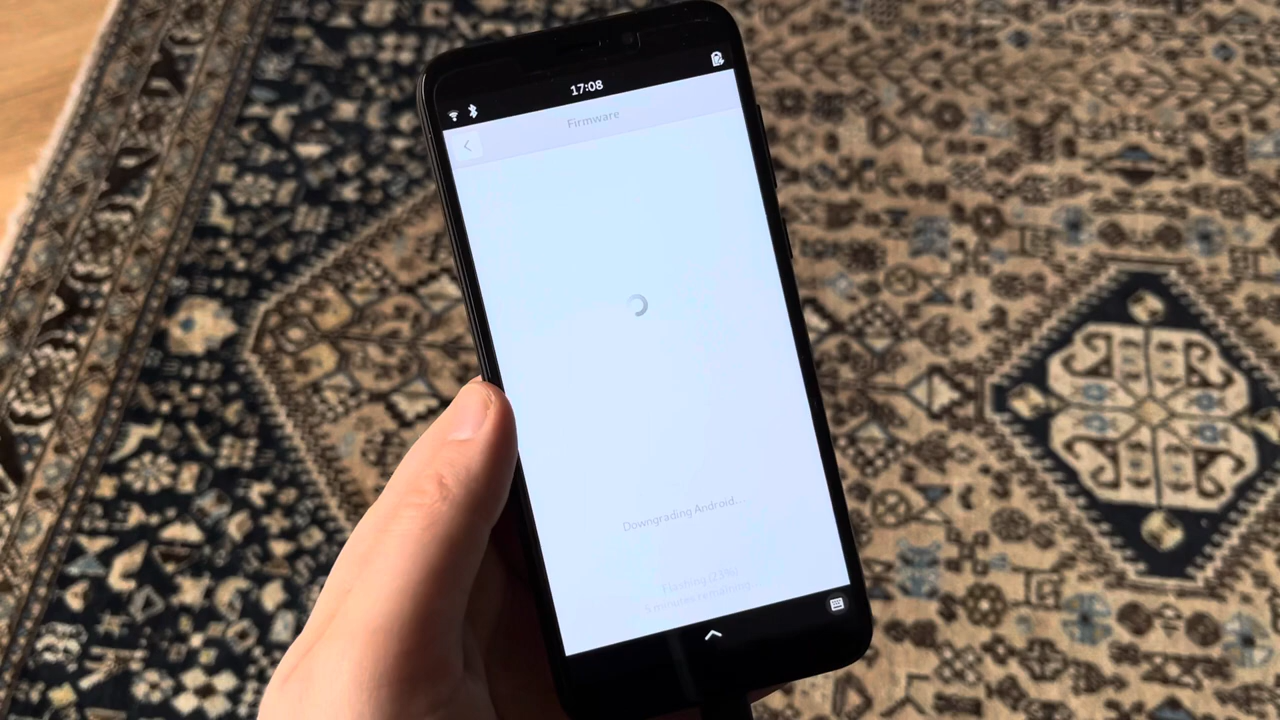 17:08
Firmware
Downgrading Android...
Flashing (25%)
5 minutes remaining